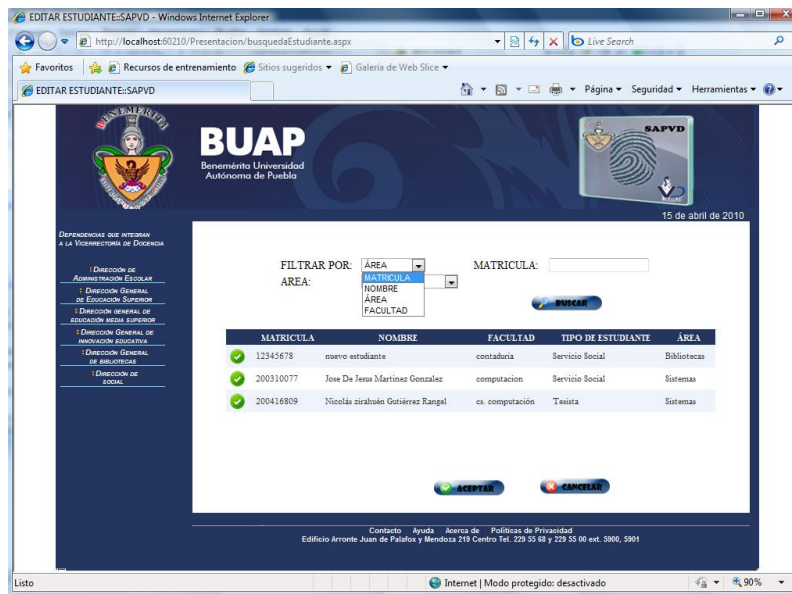 EDITAR ESTUDIANTE::SAPVD - Windows Internet Explorer
http://localhost:60210/Presentacion/busquedaEstudiante.aspx
Live Search
Favoritos
Recursos de entrenamiento
Sitios sugeridos
Galería de Web Slice
EDITAR ESTUDIANTE::SAPVD
Página
Seguridad
Herramientas
BENEMÉRITA
BUAP
Benemérita Universidad
Autónoma de Puebla
SAPVD
15 de abril de 2010
DEPENDENCIAS QUE INTEGRAN
A LA VICERRECTORÍA DE DOCENCIA
DIRECCIÓN DE
ADMINISTRACIÓN ESCOLAR
DIRECCIÓN GENERAL
DE EDUCACIÓN SUPERIOR
DIRECCIÓN GENERAL DE
EDUCACIÓN MEDIA SUPERIOR
DIRECCIÓN GENERAL DE
INNOVACIÓN EDUCATIVA
DIRECCIÓN GENERAL
DE BIBLIOTECAS
DIRECCIÓN DE
SOCIAL
FILTRAR POR: ÁREA MATRICULA:
AREA:
MATRICULA
NOMBRE
ÁREA
FACULTAD
BUSCAR
MATRICULA NOMBRE FACULTAD TIPO DE ESTUDIANTE ÁREA
12345678 nuevo estudiante contaduria Servicio Social Bibliotecas
200310077 Jose De Jesus Martinez Gonzalez computacion Servicio Social Sistemas
200416809 Nicolás zirahuén Gutiérrez Rangel cs. computación Tesista Sistemas
ACEPTAR CANCELAR
Contacto Ayuda Acerca de Políticas de Privacidad
Edificio Arronte Juan de Palafox y Mendoza 219 Centro Tel. 229 55 68 y 229 55 00 ext. 5900, 5901
Listo
Internet | Modo protegido: desactivado
90%